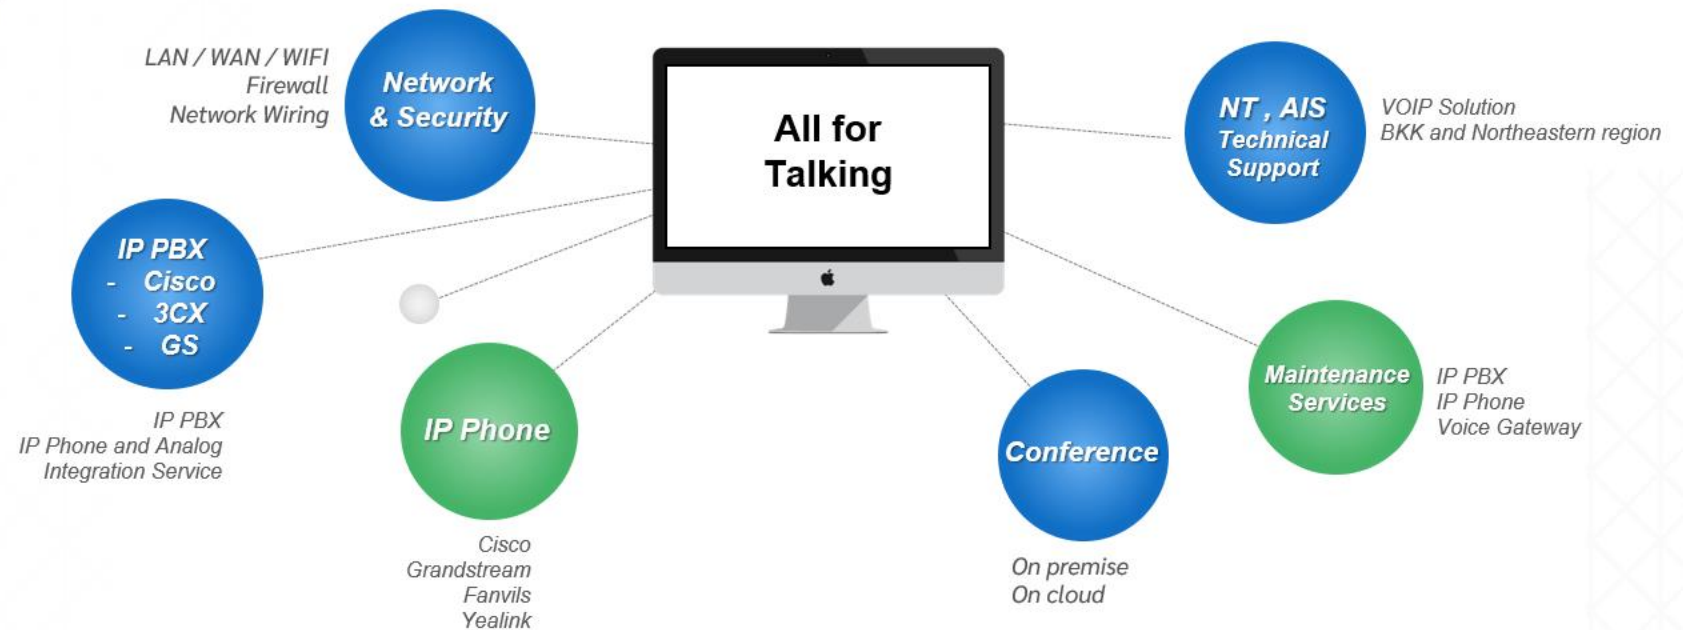 LAN / WAN / WIFI
Firewall
Network Wiring
Network
& Security
All for
Talking
NT , AIS
Technical
Support
VOIP Solution
BKK and Northeastern region
IP PBX
- Cisco
- 3CX
- GS
IP PBX
IP Phone and Analog
Integration Service
IP Phone
Cisco
Grandstream
Fanvils
Yealink
Conference
On premise
On cloud
Maintenance
Services
IP PBX
IP Phone
Voice Gateway